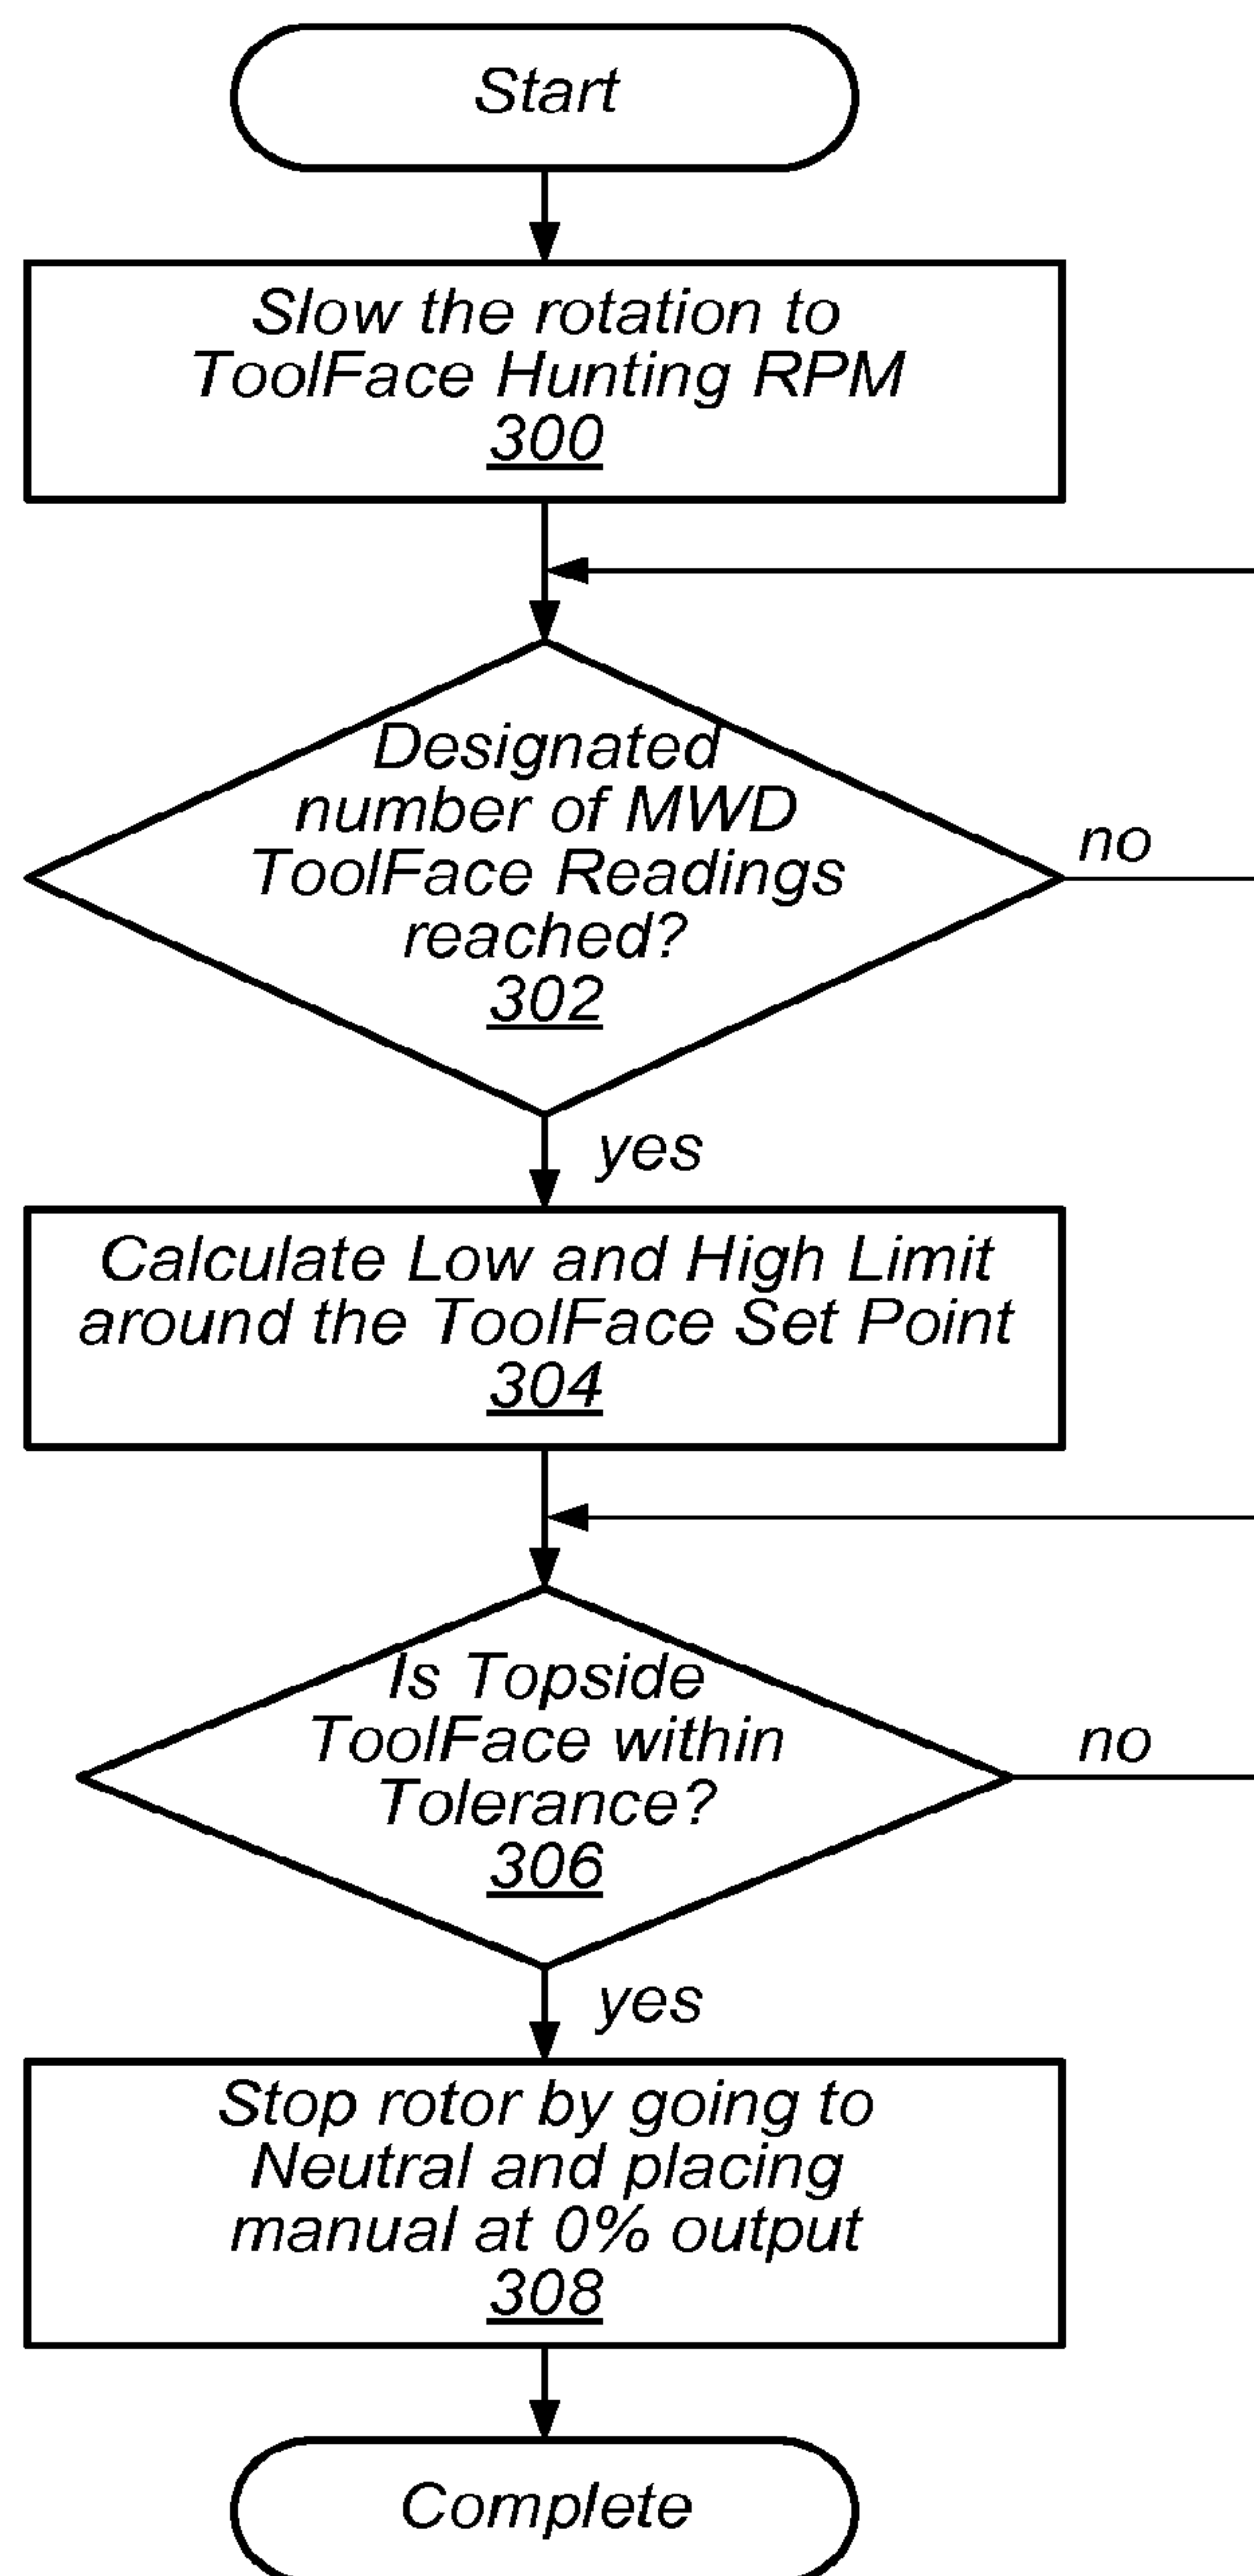 Start
Slow the rotation to
ToolFace Hunting RPM
300
Designated
number of MWD
ToolFace Readings
reached?
302
no
yes
Calculate Low and High Limit
around the ToolFace Set Point
304
Is Topside
ToolFace within
Tolerance?
306
no
yes
Stop rotor by going to
Neutral and placing
manual at 0% output
308
Complete